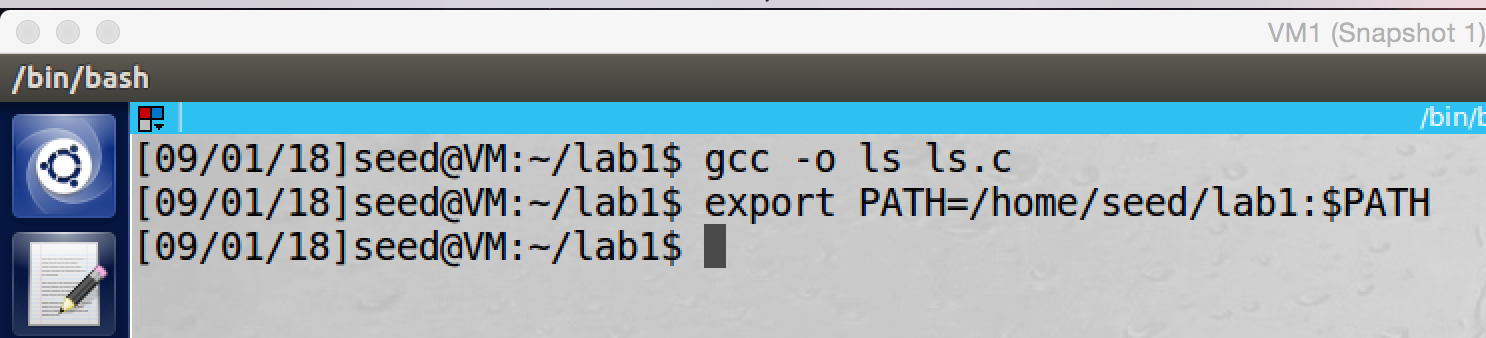 VM1 (Snapshot 1)
/bin/bash
/bin/b
[09/01/18]seed@VM:~/lab1$ gcc -o ls ls.c
[09/01/18]seed@VM:~/lab1$ export PATH=/home/seed/lab1:$PATH
[09/01/18]seed@VM:~/lab1$